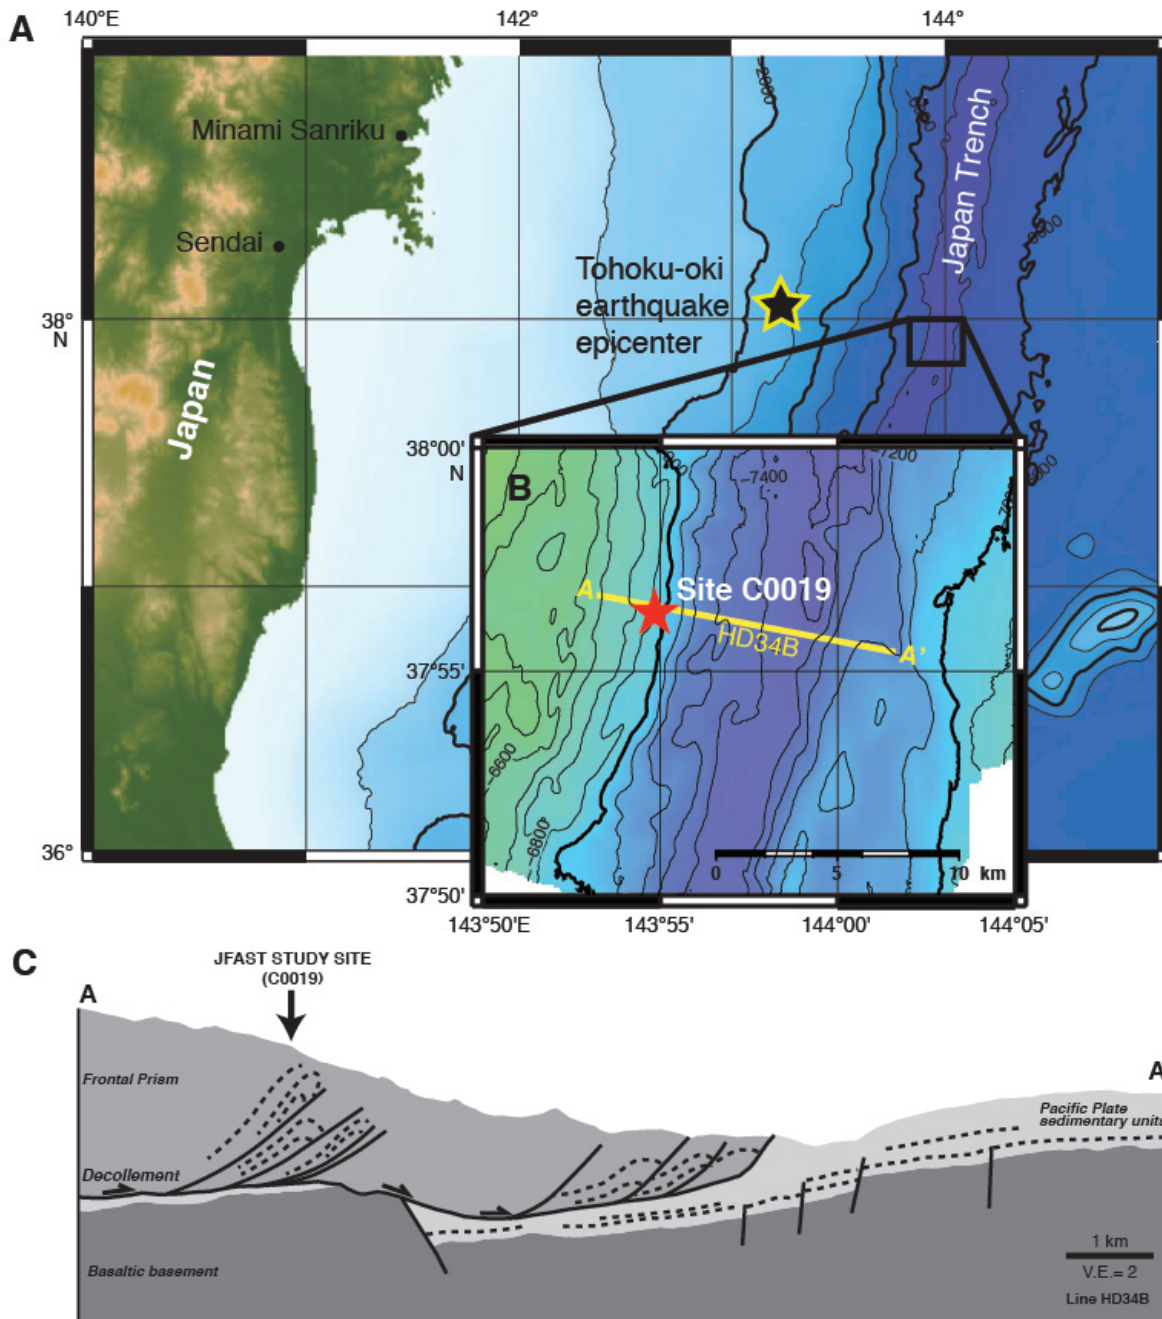 A
140°E
142°
144°
-2000
Minami Sanriku
Japan Trench
Sendai
Tohoku-oki
earthquake
epicenter
38°
N
Japan
38°00'
N
B
-7400
-7200
A
Site C0019
HD34B
A'
37°55'
-6600
-6800
36°
0
5
10 km
37°50'
143°50'E
143°55'
144°00'
144°05'
C
JFAST STUDY SITE
(C0019)
A
A
Frontal Prism
Pacific Plate
sedimentary units
Decollement
Basaltic basement
1 km
V.E.= 2
Line HD34B